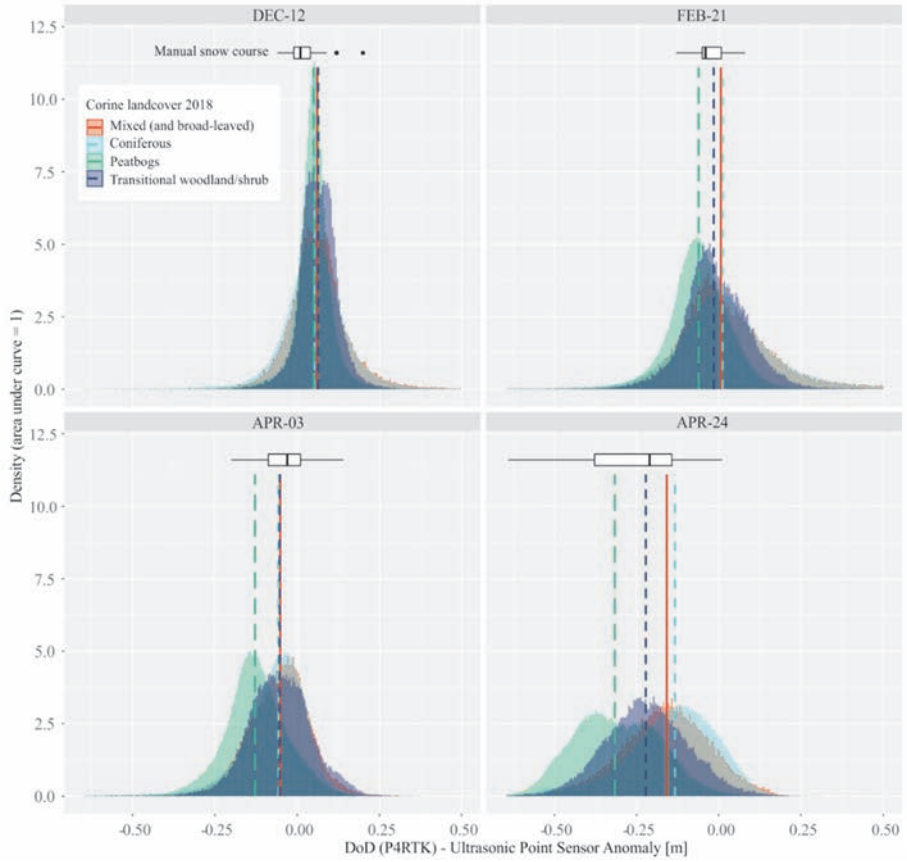 DEC-12
FEB-21
12.5
10.0
7.5
5.0
2.5
0.0
Manual snow course
Corine landcover 2018
Mixed (and broad-leaved)
Coniferous
Peatbogs
Transitional woodland/shrub
Density (area under curve = 1)
APR-03
APR-24
12.5
10.0
7.5
5.0
2.5
0.0
-0.50
-0.25
0.00
0.25
0.50
-0.50
-0.25
0.00
0.25
0.50
DoD (P4RTK) - Ultrasonic Point Sensor Anomaly [m]